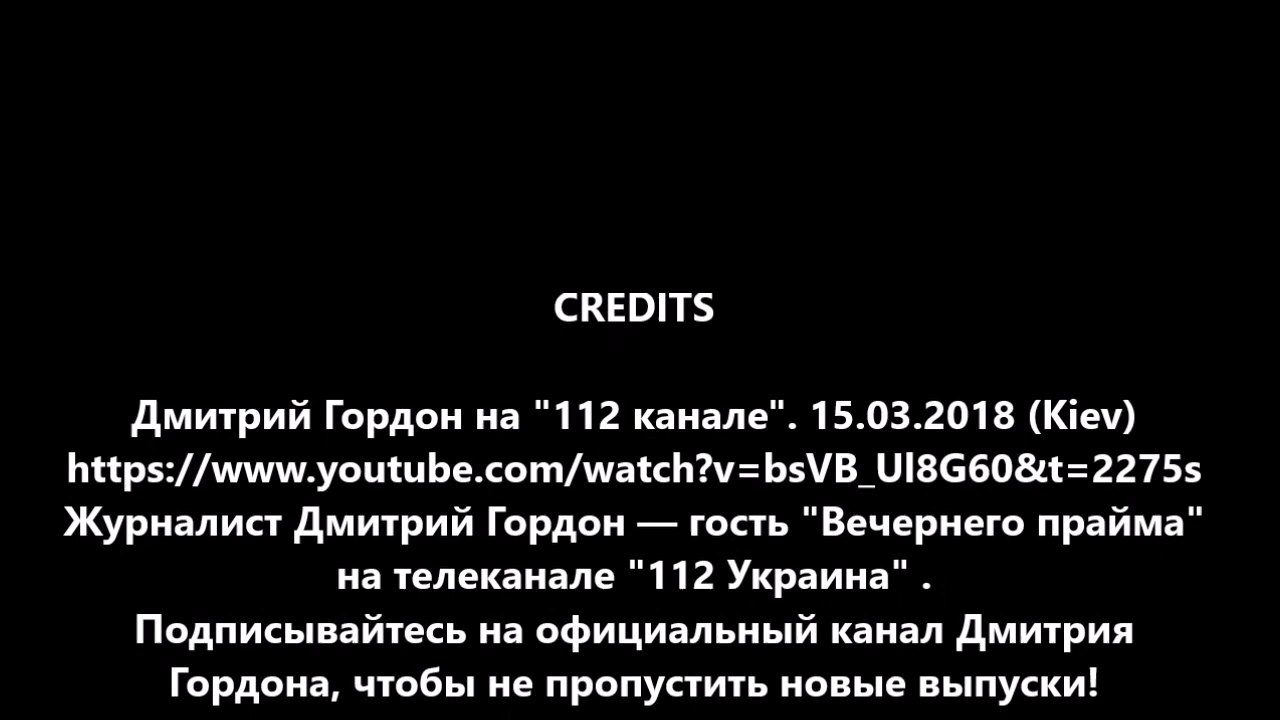 CREDITS
Дмитрий Гордон на "112 канале". 15.03.2018 (Kiev)
https://www.youtube.com/watch?v=bsVB_Ul8G60&t=2275s
Журналист Дмитрий Гордон — гость "Вечернего прайма"
на телеканале "112 Украина" .
Подписывайтесь на официальный канал Дмитрия
Гордона, чтобы не пропустить новые выпуски!